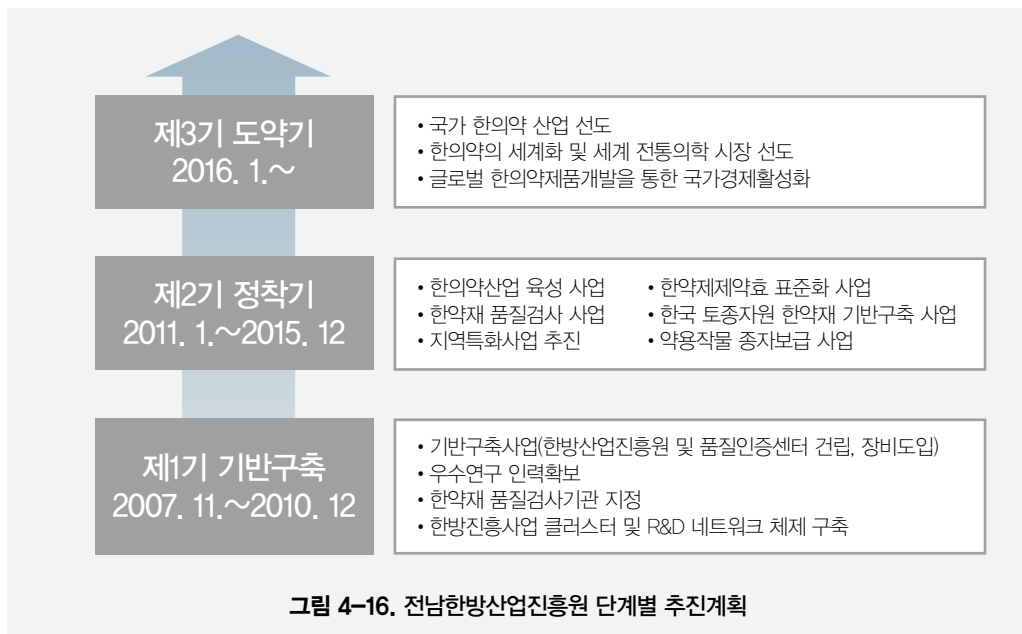 제3기 도약기
2016. 1.~
• 국가 한의약 산업 선도
• 한의약의 세계화 및 세계 전통의학 시장 선도
• 글로벌 한의약제품개발을 통한 국가경제활성화
제2기 정착기
2011. 1.~2015. 12
• 한의약산업 육성 사업
• 한약재 품질검사 사업
• 지역특화사업 추진
• 한약제제약효 표준화 사업
• 한국 토종자원 한약재 기반구축 사업
• 약용작물 종자보급 사업
제1기 기반구축
2007. 11.~2010. 12
• 기반구축사업(한방산업진흥원 및 품질인증센터 건립, 장비도입)
• 우수연구 인력확보
• 한약재 품질검사기관 지정
• 한방진흥사업 클러스터 및 R&D 네트워크 체제 구축
그림 4-16. 전남한방산업진흥원 단계별 추진계획